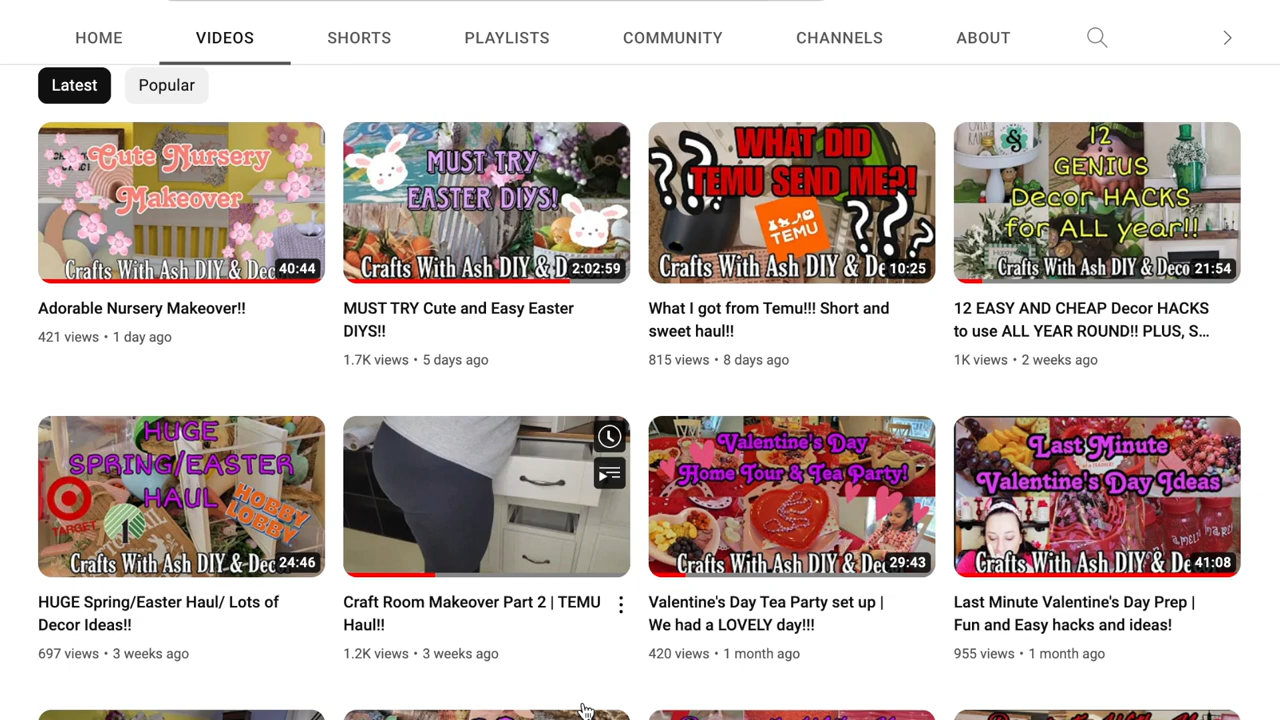 HOME VIDEOS SHORTS PLAYLISTS COMMUNITY CHANNELS ABOUT
Latest Popular
Cute Nursery
Makeover
Crafts With Ash DIY & Dec
40:44
Adorable Nursery Makeover!!
421 views • 1 day ago
MUST TRY
EASTER DIYS!
Crafts With Ash DIY & D
2:02:59
MUST TRY Cute and Easy Easter
DIYS!!
1.7K views • 5 days ago
WHAT DID
TEMU SEND ME?!
TEMU
Crafts With Ash DIY & De
10:25
What I got from Temu!!! Short and
sweet haul!!
815 views • 8 days ago
12
GENIUS
Decor HACKS
for ALL year!!
Crafts With Ash DIY & Deco
21:54
12 EASY AND CHEAP Decor HACKS
to use ALL YEAR ROUND!! PLUS, S...
1K views • 2 weeks ago
HUGE
SPRING/EASTER
HAUL
TARGET
HOBBY
LOBBY
Crafts With Ash DIY & Dec
24:46
HUGE Spring/Easter Haul/ Lots of
Decor Ideas!!
697 views • 3 weeks ago
Craft Room Makeover Part 2 | TEMU
Haul!!
1.2K views • 3 weeks ago
Valentine's Day
Home Tour & Tea Party!
Crafts With Ash DIY & De
29:43
Valentine's Day Tea Party set up |
We had a LOVELY day!!!
420 views • 1 month ago
Last Minute
Valentine's Day Ideas
Crafts With Ash DIY & De
41:08
Last Minute Valentine's Day Prep |
Fun and Easy hacks and ideas!
955 views • 1 month ago